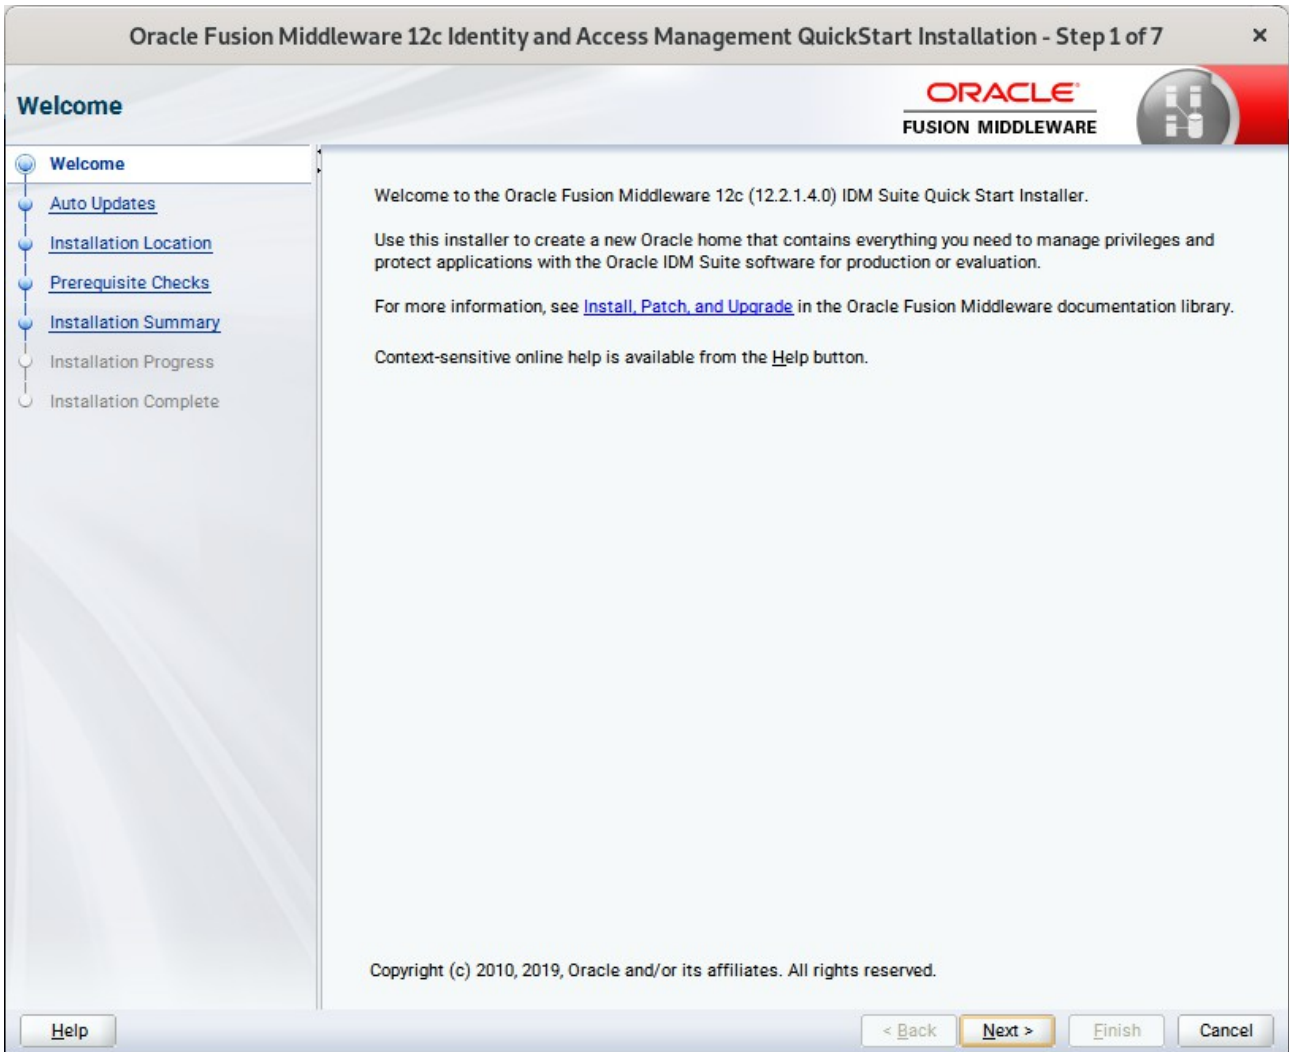 Oracle Fusion Middleware 12c Identity and Access Management QuickStart Installation - Step 1 of 7
Welcome
ORACLE
FUSION MIDDLEWARE
Welcome
Auto Updates
Installation Location
Prerequisite Checks
Installation Summary
Installation Progress
Installation Complete
Welcome to the Oracle Fusion Middleware 12c (12.2.1.4.0) IDM Suite Quick Start Installer.
Use this installer to create a new Oracle home that contains everything you need to manage privileges and
protect applications with the Oracle IDM Suite software for production or evaluation.
For more information, see Install, Patch, and Upgrade in the Oracle Fusion Middleware documentation library.
Context-sensitive online help is available from the Help button.
Copyright (c) 2010, 2019, Oracle and/or its affiliates. All rights reserved.
Help
< Back
Next >
Finish
Cancel